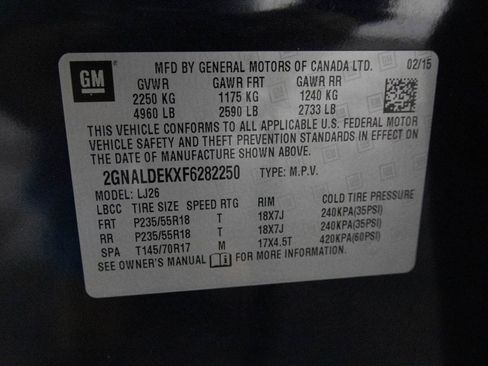 GM
MFD BY GENERAL MOTORS OF CANADA LTD. 02/15
GVWR GAWR FRT GAWR RR
2250 KG 1175 KG 1240 KG
4960 LB 2590 LB 2733 LB
THIS VEHICLE CONFORMS TO ALL APPLICABLE U.S. FEDERAL MOTOR
VEHICLE SAFETY AND THEFT PREVENTION STANDARDS IN EFFECT ON
THE DATE OF MANUFACTURE SHOWN ABOVE.
2GNALDEKXF6282250 TYPE: M.P.V.
MODEL: LJ26
LBCC TIRE SIZE SPEED RTG RIM COLD TIRE PRESSURE
FRT P235/55R18 T 18X7J 240KPA(35PSI)
RR P235/55R18 T 18X7J 240KPA(35PSI)
SPA T145/70R17 M 17X4.5T 420KPA(60PSI)
SEE OWNER'S MANUAL FOR MORE INFORMATION.